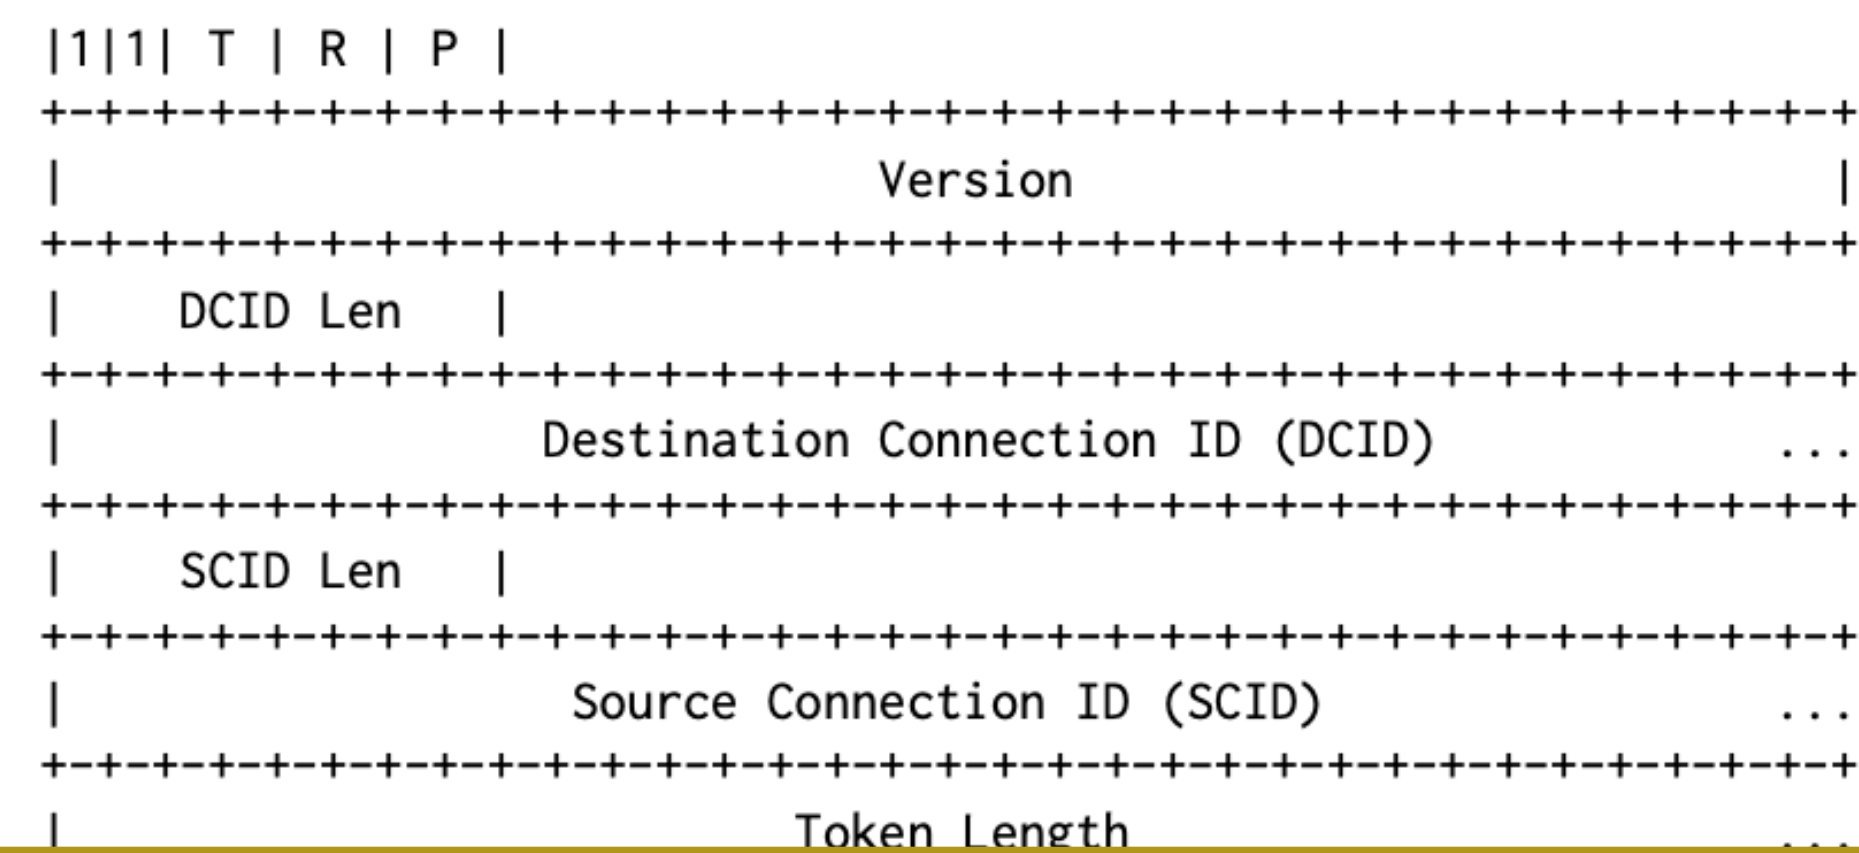 |1|1| T | R | P |
+-+-+-+-+-+-+-+-+-+-+-+-+-+-+-+-+-+-+-+-+-+-+-+-+-+-+-+-+-+-+-+-+-+
|                             Version                           |
+-+-+-+-+-+-+-+-+-+-+-+-+-+-+-+-+-+-+-+-+-+-+-+-+-+-+-+-+-+-+-+-+-+
|    DCID Len   |
+-+-+-+-+-+-+-+-+-+-+-+-+-+-+-+-+-+-+-+-+-+-+-+-+-+-+-+-+-+-+-+-+-+
|                 Destination Connection ID (DCID)            ...
+-+-+-+-+-+-+-+-+-+-+-+-+-+-+-+-+-+-+-+-+-+-+-+-+-+-+-+-+-+-+-+-+-+
|    SCID Len   |
+-+-+-+-+-+-+-+-+-+-+-+-+-+-+-+-+-+-+-+-+-+-+-+-+-+-+-+-+-+-+-+-+-+
|                  Source Connection ID (SCID)                ...
+-+-+-+-+-+-+-+-+-+-+-+-+-+-+-+-+-+-+-+-+-+-+-+-+-+-+-+-+-+-+-+-+-+
|                          Token Length                       ...